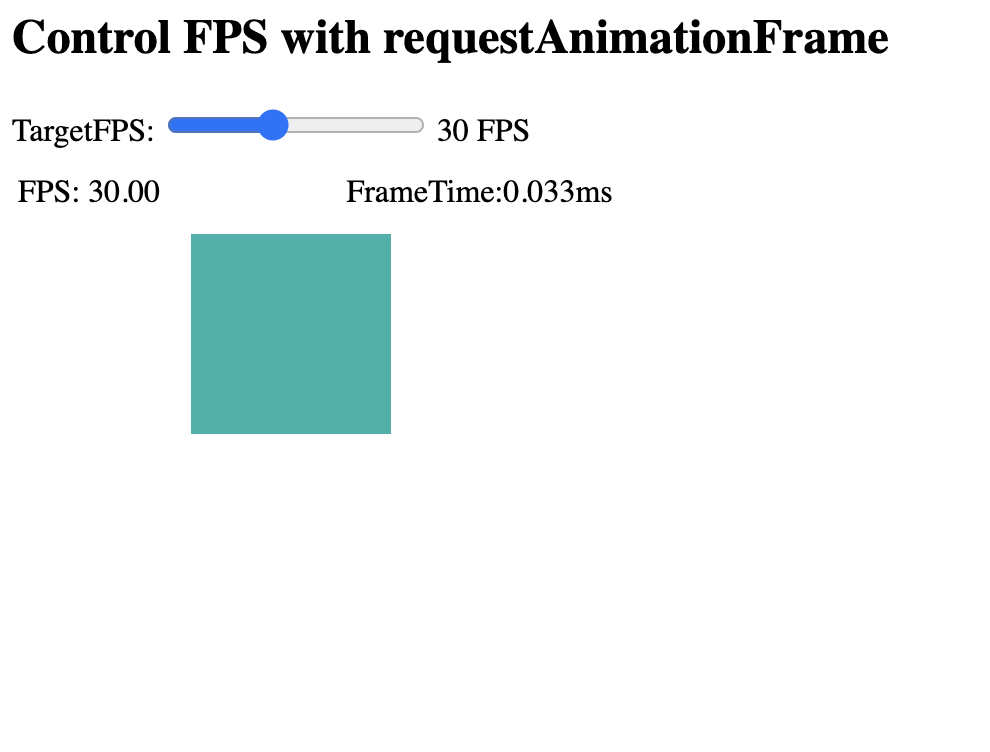 Control FPS with requestAnimationFrame
TargetFPS: 30 FPS
FPS: 30.00 FrameTime:0.033ms